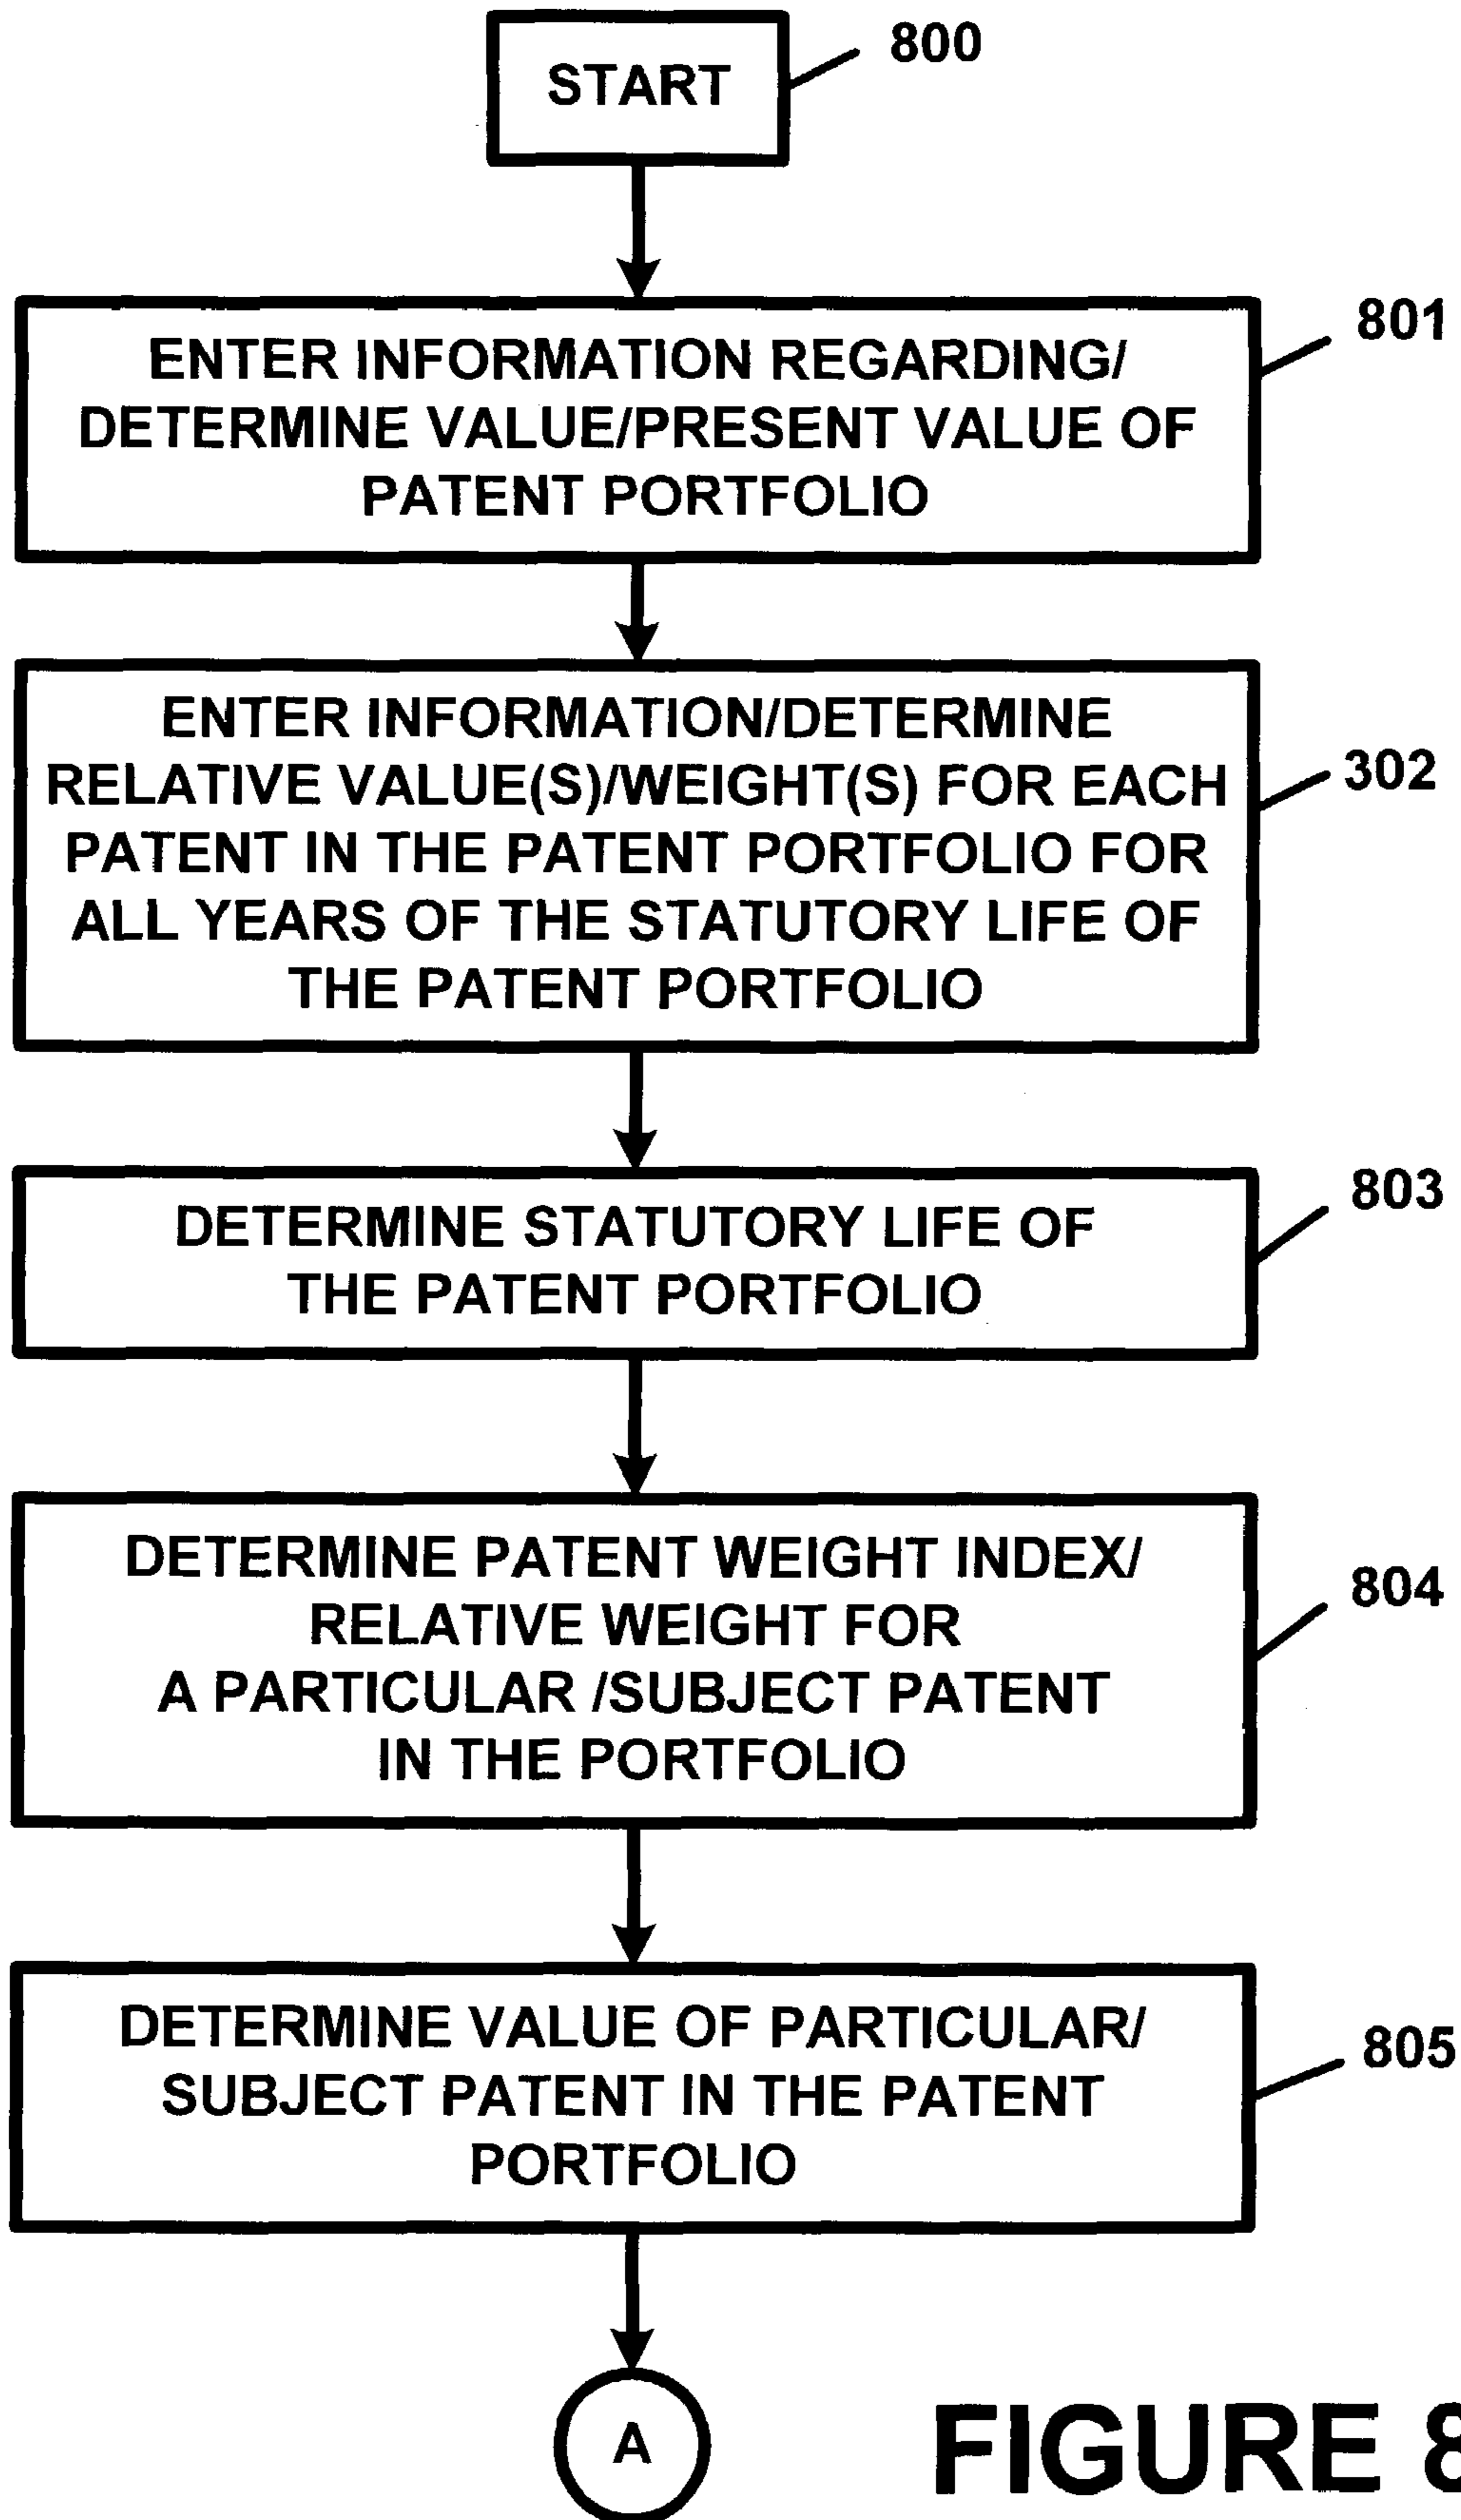 START
800
ENTER INFORMATION REGARDING/
DETERMINE VALUE/PRESENT VALUE OF
PATENT PORTFOLIO
801
ENTER INFORMATION/DETERMINE
RELATIVE VALUE(S)/WEIGHT(S) FOR EACH
PATENT IN THE PATENT PORTFOLIO FOR
ALL YEARS OF THE STATUTORY LIFE OF
THE PATENT PORTFOLIO
302
DETERMINE STATUTORY LIFE OF
THE PATENT PORTFOLIO
803
DETERMINE PATENT WEIGHT INDEX/
RELATIVE WEIGHT FOR
A PARTICULAR /SUBJECT PATENT
IN THE PORTFOLIO
804
DETERMINE VALUE OF PARTICULAR/
SUBJECT PATENT IN THE PATENT
PORTFOLIO
805
A
FIGURE 8